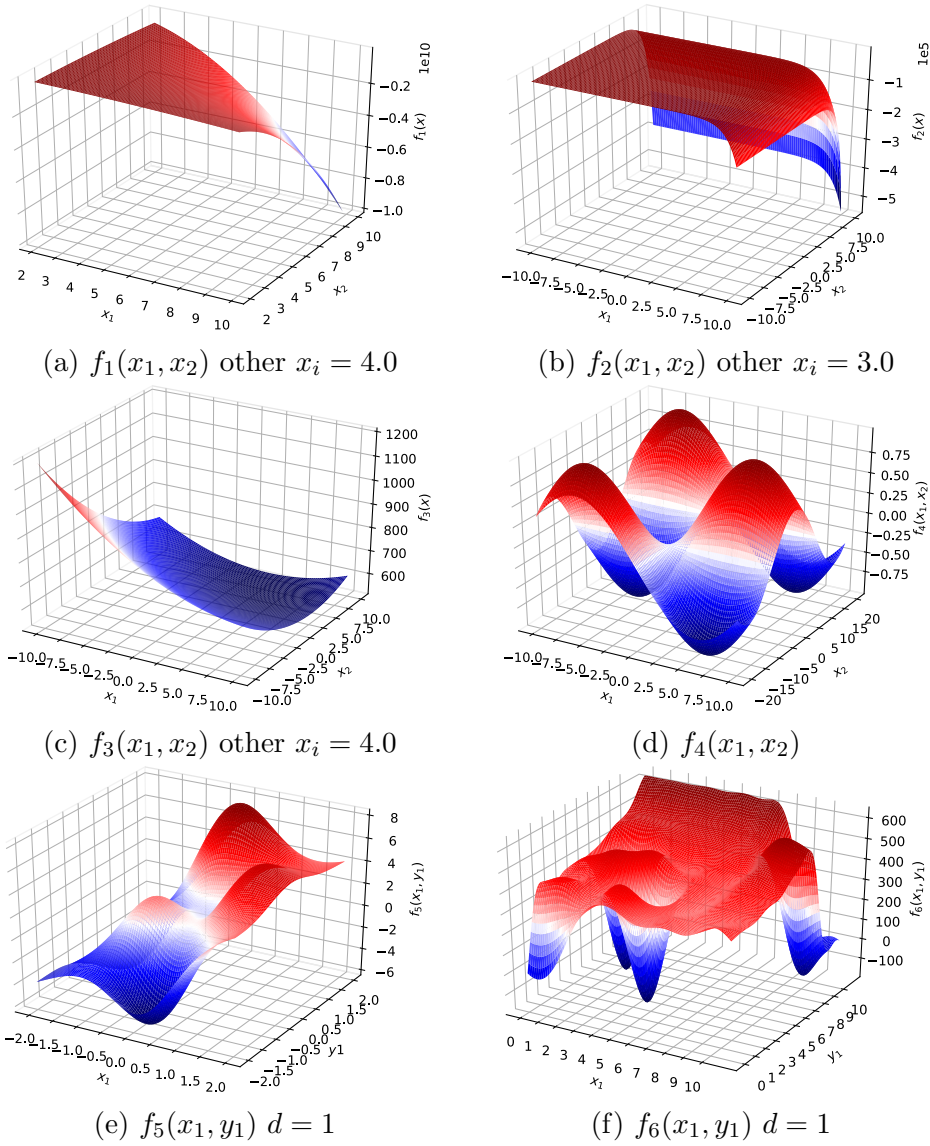 1e10
−0.2
−0.4
−0.6
−0.8
−1.0
f₁(x)
2 3 4 5 6 7 8 9 10
x₁
2 3 4 5 6 7 8 9 10
x₂
(a) f₁(x₁, x₂) other xᵢ = 4.0
1e5
−1
−2
−3
−4
−5
f₂(x)
−10.0 −7.5 −5.0 −2.5 0.0 2.5 5.0 7.5 10.0
x₁
−10.0 −7.5 −5.0 −2.5 0.0 2.5 5.0 7.5 10.0
x₂
(b) f₂(x₁, x₂) other xᵢ = 3.0
1200
1100
1000
900
800
700
600
f₃(x)
−10.0 −7.5 −5.0 −2.5 0.0 2.5 5.0 7.5 10.0
x₁
−10.0 −7.5 −5.0 −2.5 0.0 2.5 5.0 7.5 10.0
x₂
(c) f₃(x₁, x₂) other xᵢ = 4.0
0.75
0.50
0.25
0.00
−0.25
−0.50
−0.75
f₄(x₁, x₂)
−10.0 −7.5 −5.0 −2.5 0.0 2.5 5.0 7.5 10.0
x₁
−20 −15 −10 −5 0 5 10 15 20
x₂
(d) f₄(x₁, x₂)
8
6
4
2
0
−2
−4
−6
f₅(x₁, y₁)
−2.0 −1.5 −1.0 −0.5 0.0 0.5 1.0 1.5 2.0
x₁
−2.0 −1.5 −1.0 −0.5 0.0 0.5 1.0 1.5 2.0
y1
(e) f₅(x₁, y₁) d = 1
600
500
400
300
200
100
0
−100
f₆(x₁, y₁)
0 1 2 3 4 5 6 7 8 9 10
x₁
0 1 2 3 4 5 6 7 8 9 10
y₁
(f) f₆(x₁, y₁) d = 1